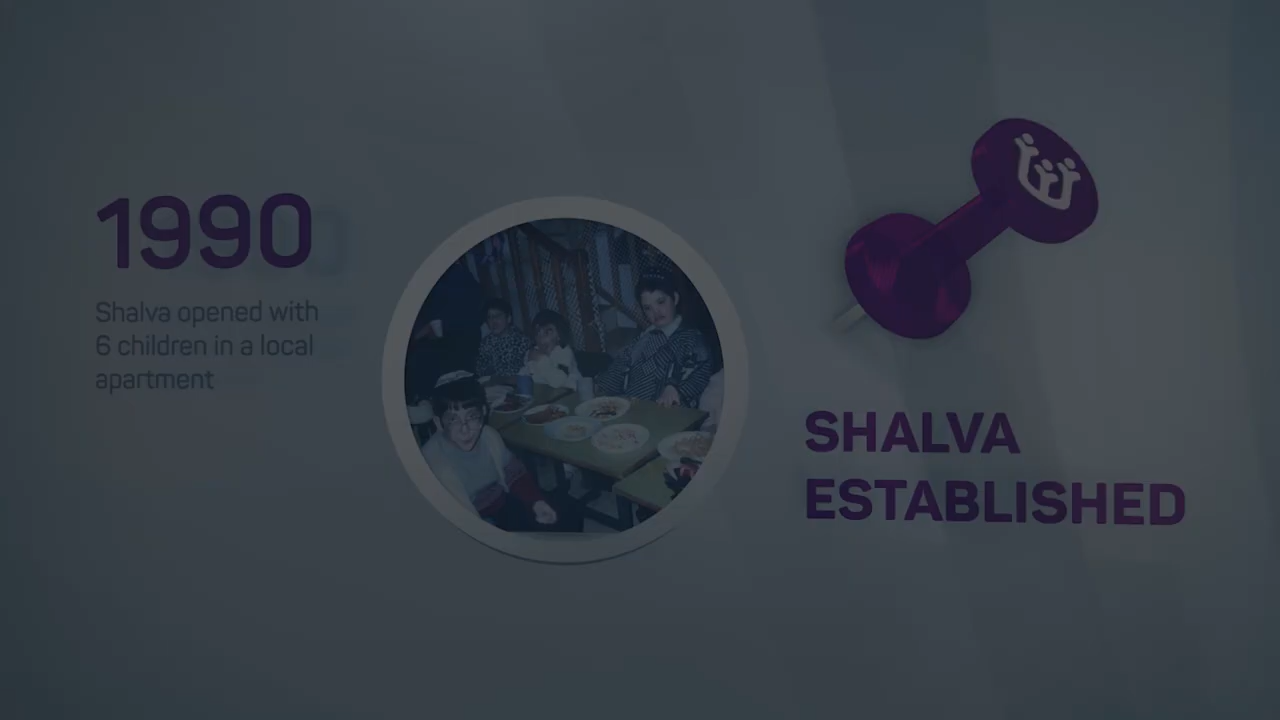 1990
Shalva opened with
6 children in a local
apartment
SHALVA
ESTABLISHED